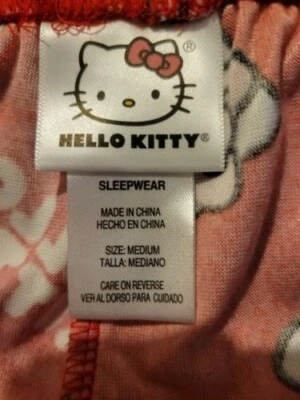 ®
HELLO KITTY®
SLEEPWEAR
MADE IN CHINA
HECHO EN CHINA
SIZE: MEDIUM
TALLA: MEDIANO
CARE ON REVERSE
VER AL DORSO PARA CUIDADO